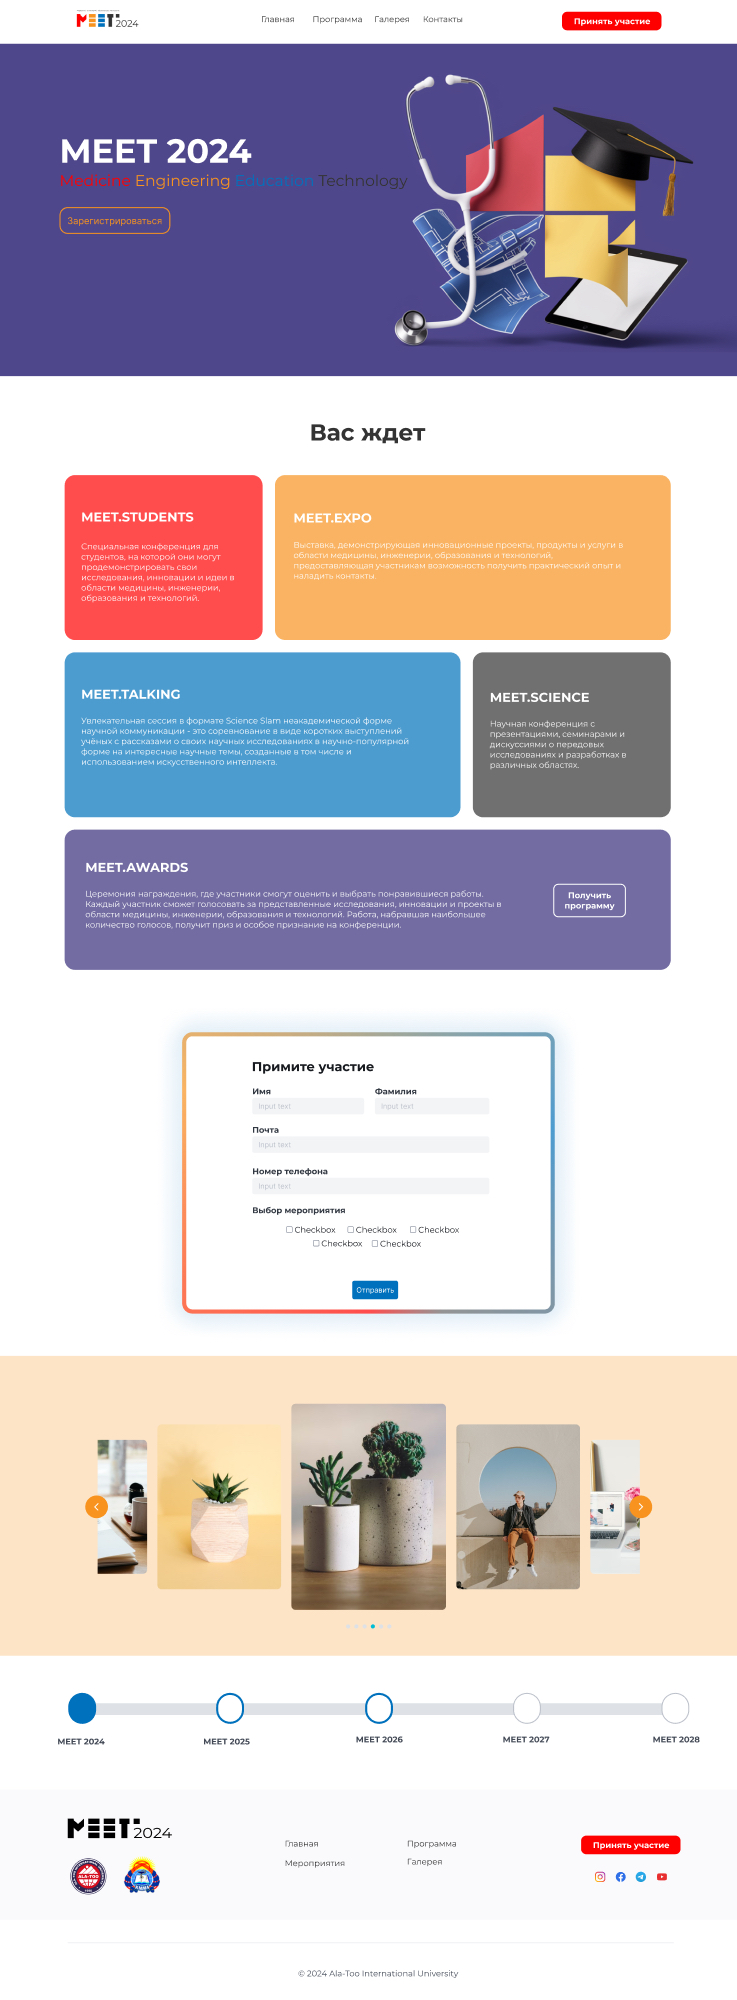 MEET 2024
Главная Программа Галерея Контакты
Принять участие
MEET 2024
Medicine Engineering Education Technology
Зарегистрироваться
Вас ждет
MEET.STUDENTS
Специальная конференция для
студентов, на которой они могут
продемонстрировать свои
исследования, инновации и идеи в
области медицины, инженерии,
образования и технологий.
MEET.EXPO
Выставка, демонстрирующая инновационные проекты, продукты и услуги в
области медицины, инженерии, образования и технологий,
предоставляющая участникам возможность получить практический опыт и
наладить контакты.
MEET.TALKING
Увлекательная сессия в формате Science Slam неакадемической форме
научной коммуникации - это соревнование в виде коротких выступлений
учёных с рассказами о своих научных исследованиях в научно-популярной
форме на интересные научные темы, созданные в том числе и
использованием искусственного интеллекта.
MEET.SCIENCE
Научная конференция с
презентациями, семинарами и
дискуссиями о передовых
исследованиях и разработках в
различных областях.
MEET.AWARDS
Церемония награждения, где участники смогут оценить и выбрать понравившиеся работы.
Каждый участник сможет голосовать за представленные исследования, инновации и проекты в
области медицины, инженерии, образования и технологий. Работа, набравшая наибольшее
количество голосов, получит приз и особое признание на конференции.
Получить
программу
Примите участие
Имя Фамилия
Input text Input text
Почта
Input text
Номер телефона
Input text
Выбор мероприятия
Checkbox Checkbox Checkbox
Checkbox Checkbox
Отправить
MEET 2024 MEET 2025 MEET 2026 MEET 2027 MEET 2028
MEET 2024
ALA-TOO
Главная Программа
Мероприятия Галерея
Принять участие
© 2024 Ala-Too International University